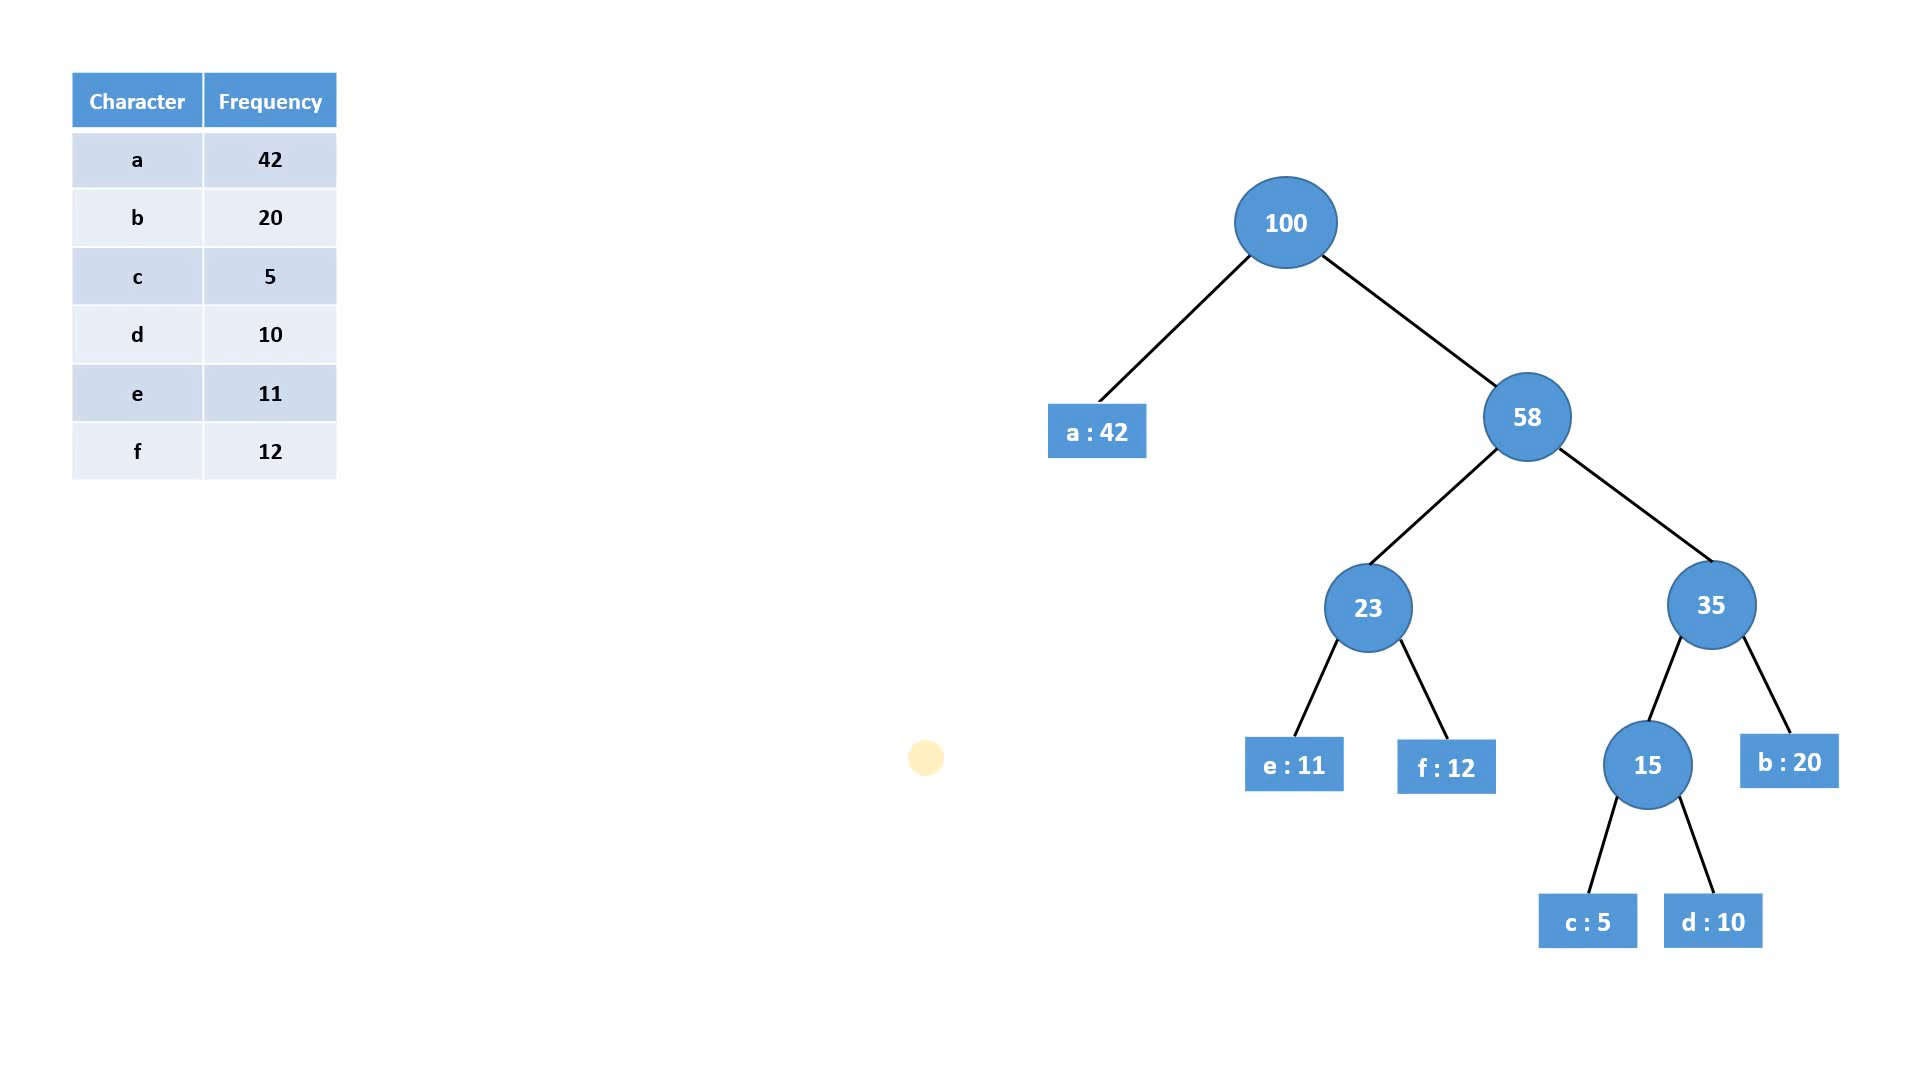 Character Frequency
a 42
b 20
c 5
d 10
e 11
f 12
100
a : 42
58
23
35
e : 11
f : 12
15
b : 20
c : 5
d : 10